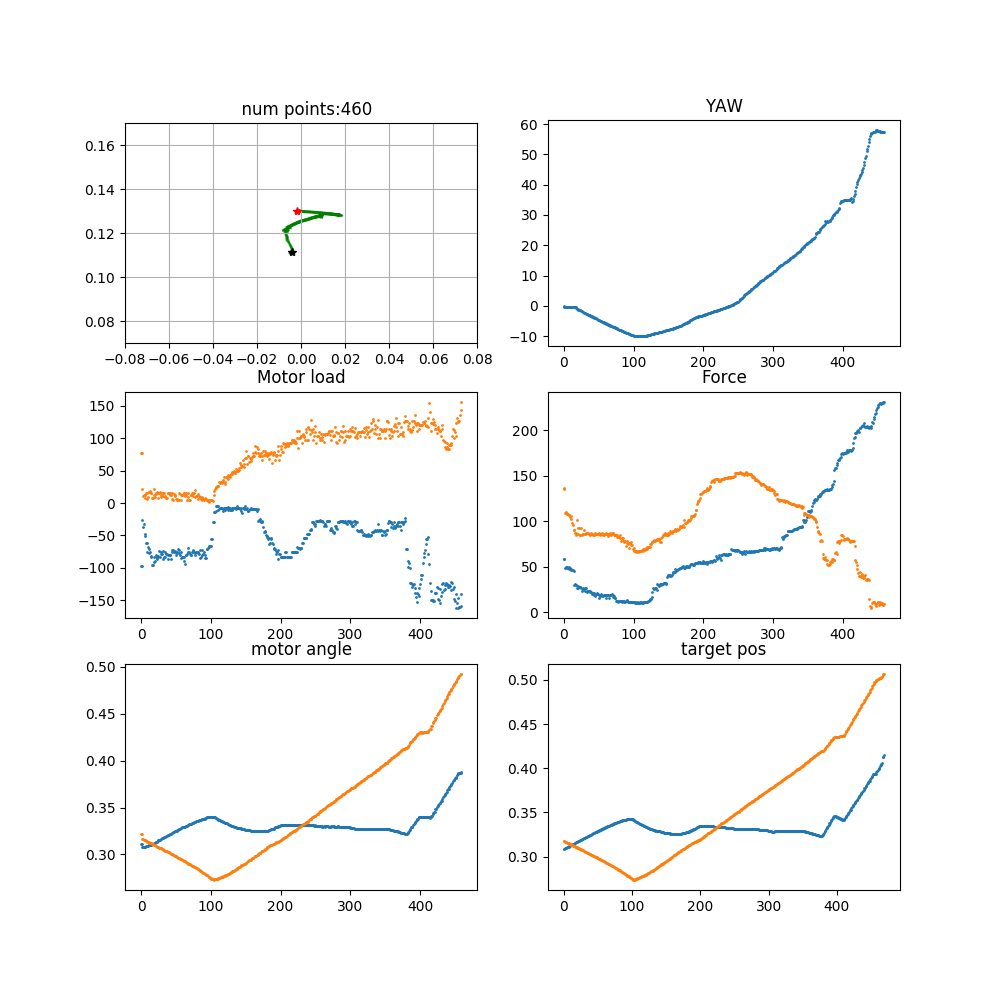 num points:460
0.16
0.14
0.12
0.10
0.08
−0.08 −0.06 −0.04 −0.02 0.00 0.02 0.04 0.06 0.08
YAW
60
50
40
30
20
10
0
−10
0 100 200 300 400
Motor load
150
100
50
0
−50
−100
−150
0 100 200 300 400
Force
200
150
100
50
0
0 100 200 300 400
motor angle
0.50
0.45
0.40
0.35
0.30
0 100 200 300 400
target pos
0.50
0.45
0.40
0.35
0.30
0 100 200 300 400